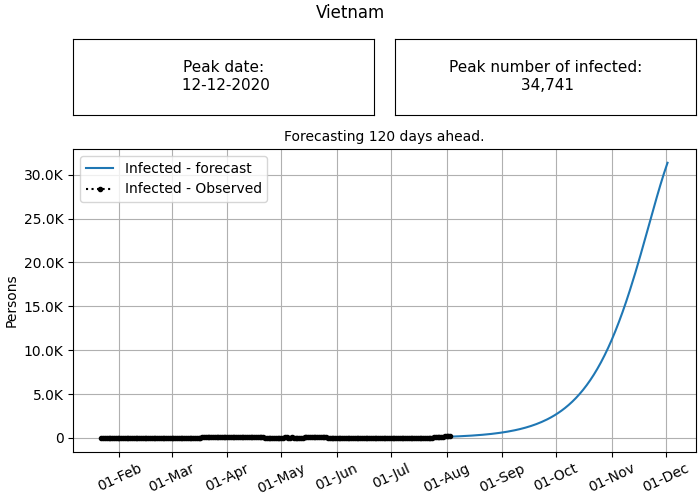 Vietnam
Peak date:
12-12-2020
Peak number of infected:
34,741
Forecasting 120 days ahead.
Infected - forecast
Infected - Observed
30.0K
25.0K
20.0K
15.0K
10.0K
5.0K
0
Persons
01-Feb
01-Mar
01-Apr
01-May
01-Jun
01-Jul
01-Aug
01-Sep
01-Oct
01-Nov
01-Dec